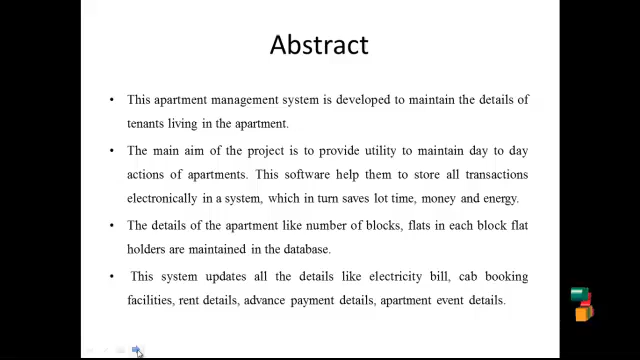 Abstract
• This apartment management system is developed to maintain the details of
tenants living in the apartment.
• The main aim of the project is to provide utility to maintain day to day
actions of apartments. This software help them to store all transactions
electronically in a system, which in turn saves lot time, money and energy.
• The details of the apartment like number of blocks, flats in each block flat
holders are maintained in the database.
• This system updates all the details like electricity bill, cab booking
facilities, rent details, advance payment details, apartment event details.